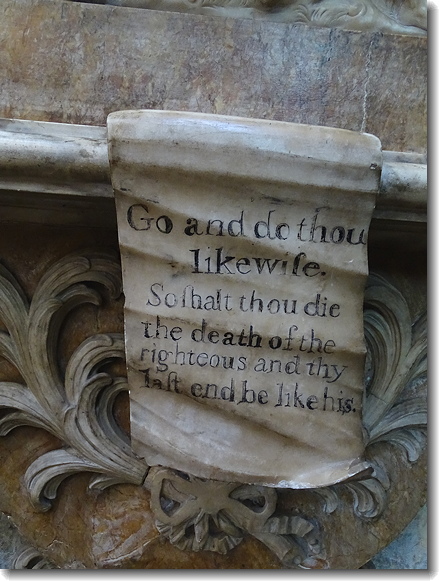 Go and do thou
likewiſe.
So ſhalt thou die
the death of the
righteous and thy
laſt end be like his.